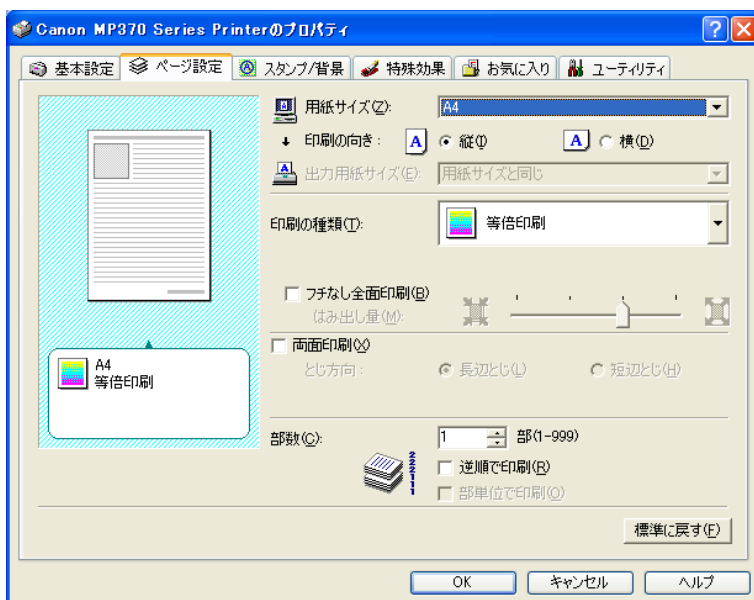 Canon MP370 Series Printerのプロパティ
基本設定 ページ設定 スタンプ/背景 特殊効果 お気に入り ユーティリティ
用紙サイズ(Z): A4
印刷の向き: A 縦(I) A 横(D)
出力用紙サイズ(E): 用紙サイズと同じ
印刷の種類(T): 等倍印刷
フチなし全面印刷(B)
はみ出し量(M):
A4
等倍印刷
両面印刷(X)
とじ方向: 長辺とじ(L) 短辺とじ(H)
部数(C): 1 部(1-999)
逆順で印刷(R)
部単位で印刷(O)
222111
標準に戻す(F)
OK キャンセル ヘルプ